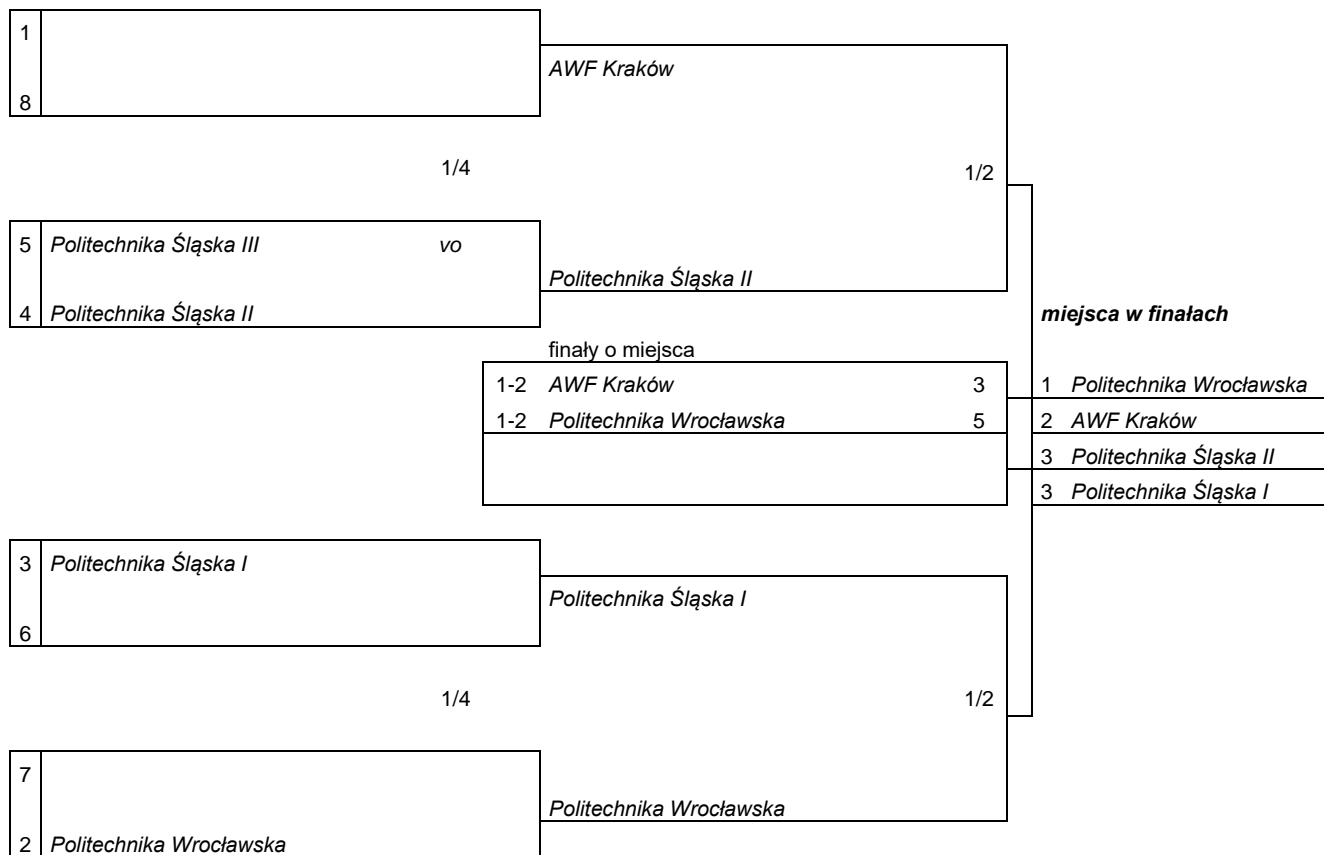 1
AWF Kraków
8
1/4
1/2
5 Politechnika Śląska III vo
Politechnika Śląska II
4 Politechnika Śląska II
miejsca w finałach
finały o miejsca
1-2 AWF Kraków 3
1 Politechnika Wrocławska
1-2 Politechnika Wrocławska 5
2 AWF Kraków
3 Politechnika Śląska II
3 Politechnika Śląska I
3 Politechnika Śląska I
Politechnika Śląska I
6
1/4
1/2
7
Politechnika Wrocławska
2 Politechnika Wrocławska